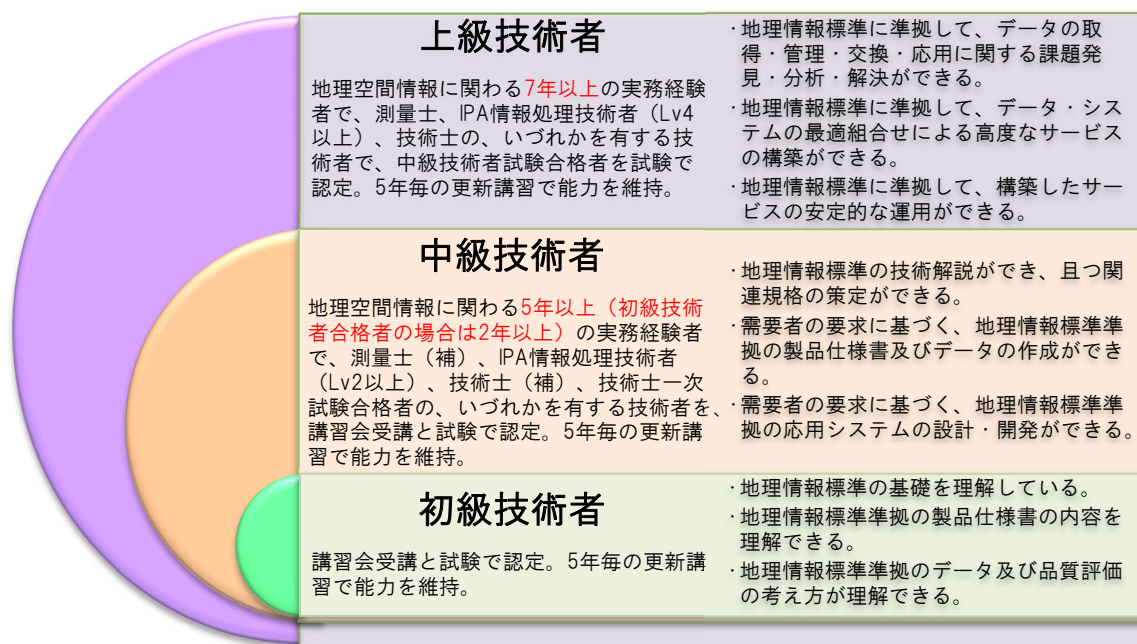 上級技術者
地理空間情報に関わる7年以上の実務経験
者で、測量士、IPA情報処理技術者（Lv4
以上）、技術士の、いづれかを有する技
術者で、中級技術者試験合格者を試験で
認定。5年毎の更新講習で能力を維持。
・地理情報標準に準拠して、データの取
得・管理・交換・応用に関する課題発
見・分析・解決ができる。
・地理情報標準に準拠して、データ・シス
テムの最適組合せによる高度なサービス
の構築ができる。
・地理情報標準に準拠して、構築したサー
ビスの安定的な運用ができる。
中級技術者
地理空間情報に関わる5年以上（初級技術
者合格者の場合は2年以上）の実務経験者
で、測量士（補）、IPA情報処理技術者
（Lv2以上）、技術士（補）、技術士一次
試験合格者の、いづれかを有する技術者を、
講習会受講と試験で認定。5年毎の更新講
習で能力を維持。
・地理情報標準の技術解説ができ、且つ関
連規格の策定ができる。
・需要者の要求に基づく、地理情報標準準
拠の製品仕様書及びデータの作成ができ
る。
・需要者の要求に基づく、地理情報標準準
拠の応用システムの設計・開発ができる。
初級技術者
講習会受講と試験で認定。5年毎の更新講
習で能力を維持。
・地理情報標準の基礎を理解している。
・地理情報標準準拠の製品仕様書の内容を
理解できる。
・地理情報標準準拠のデータ及び品質評価
の考え方が理解できる。